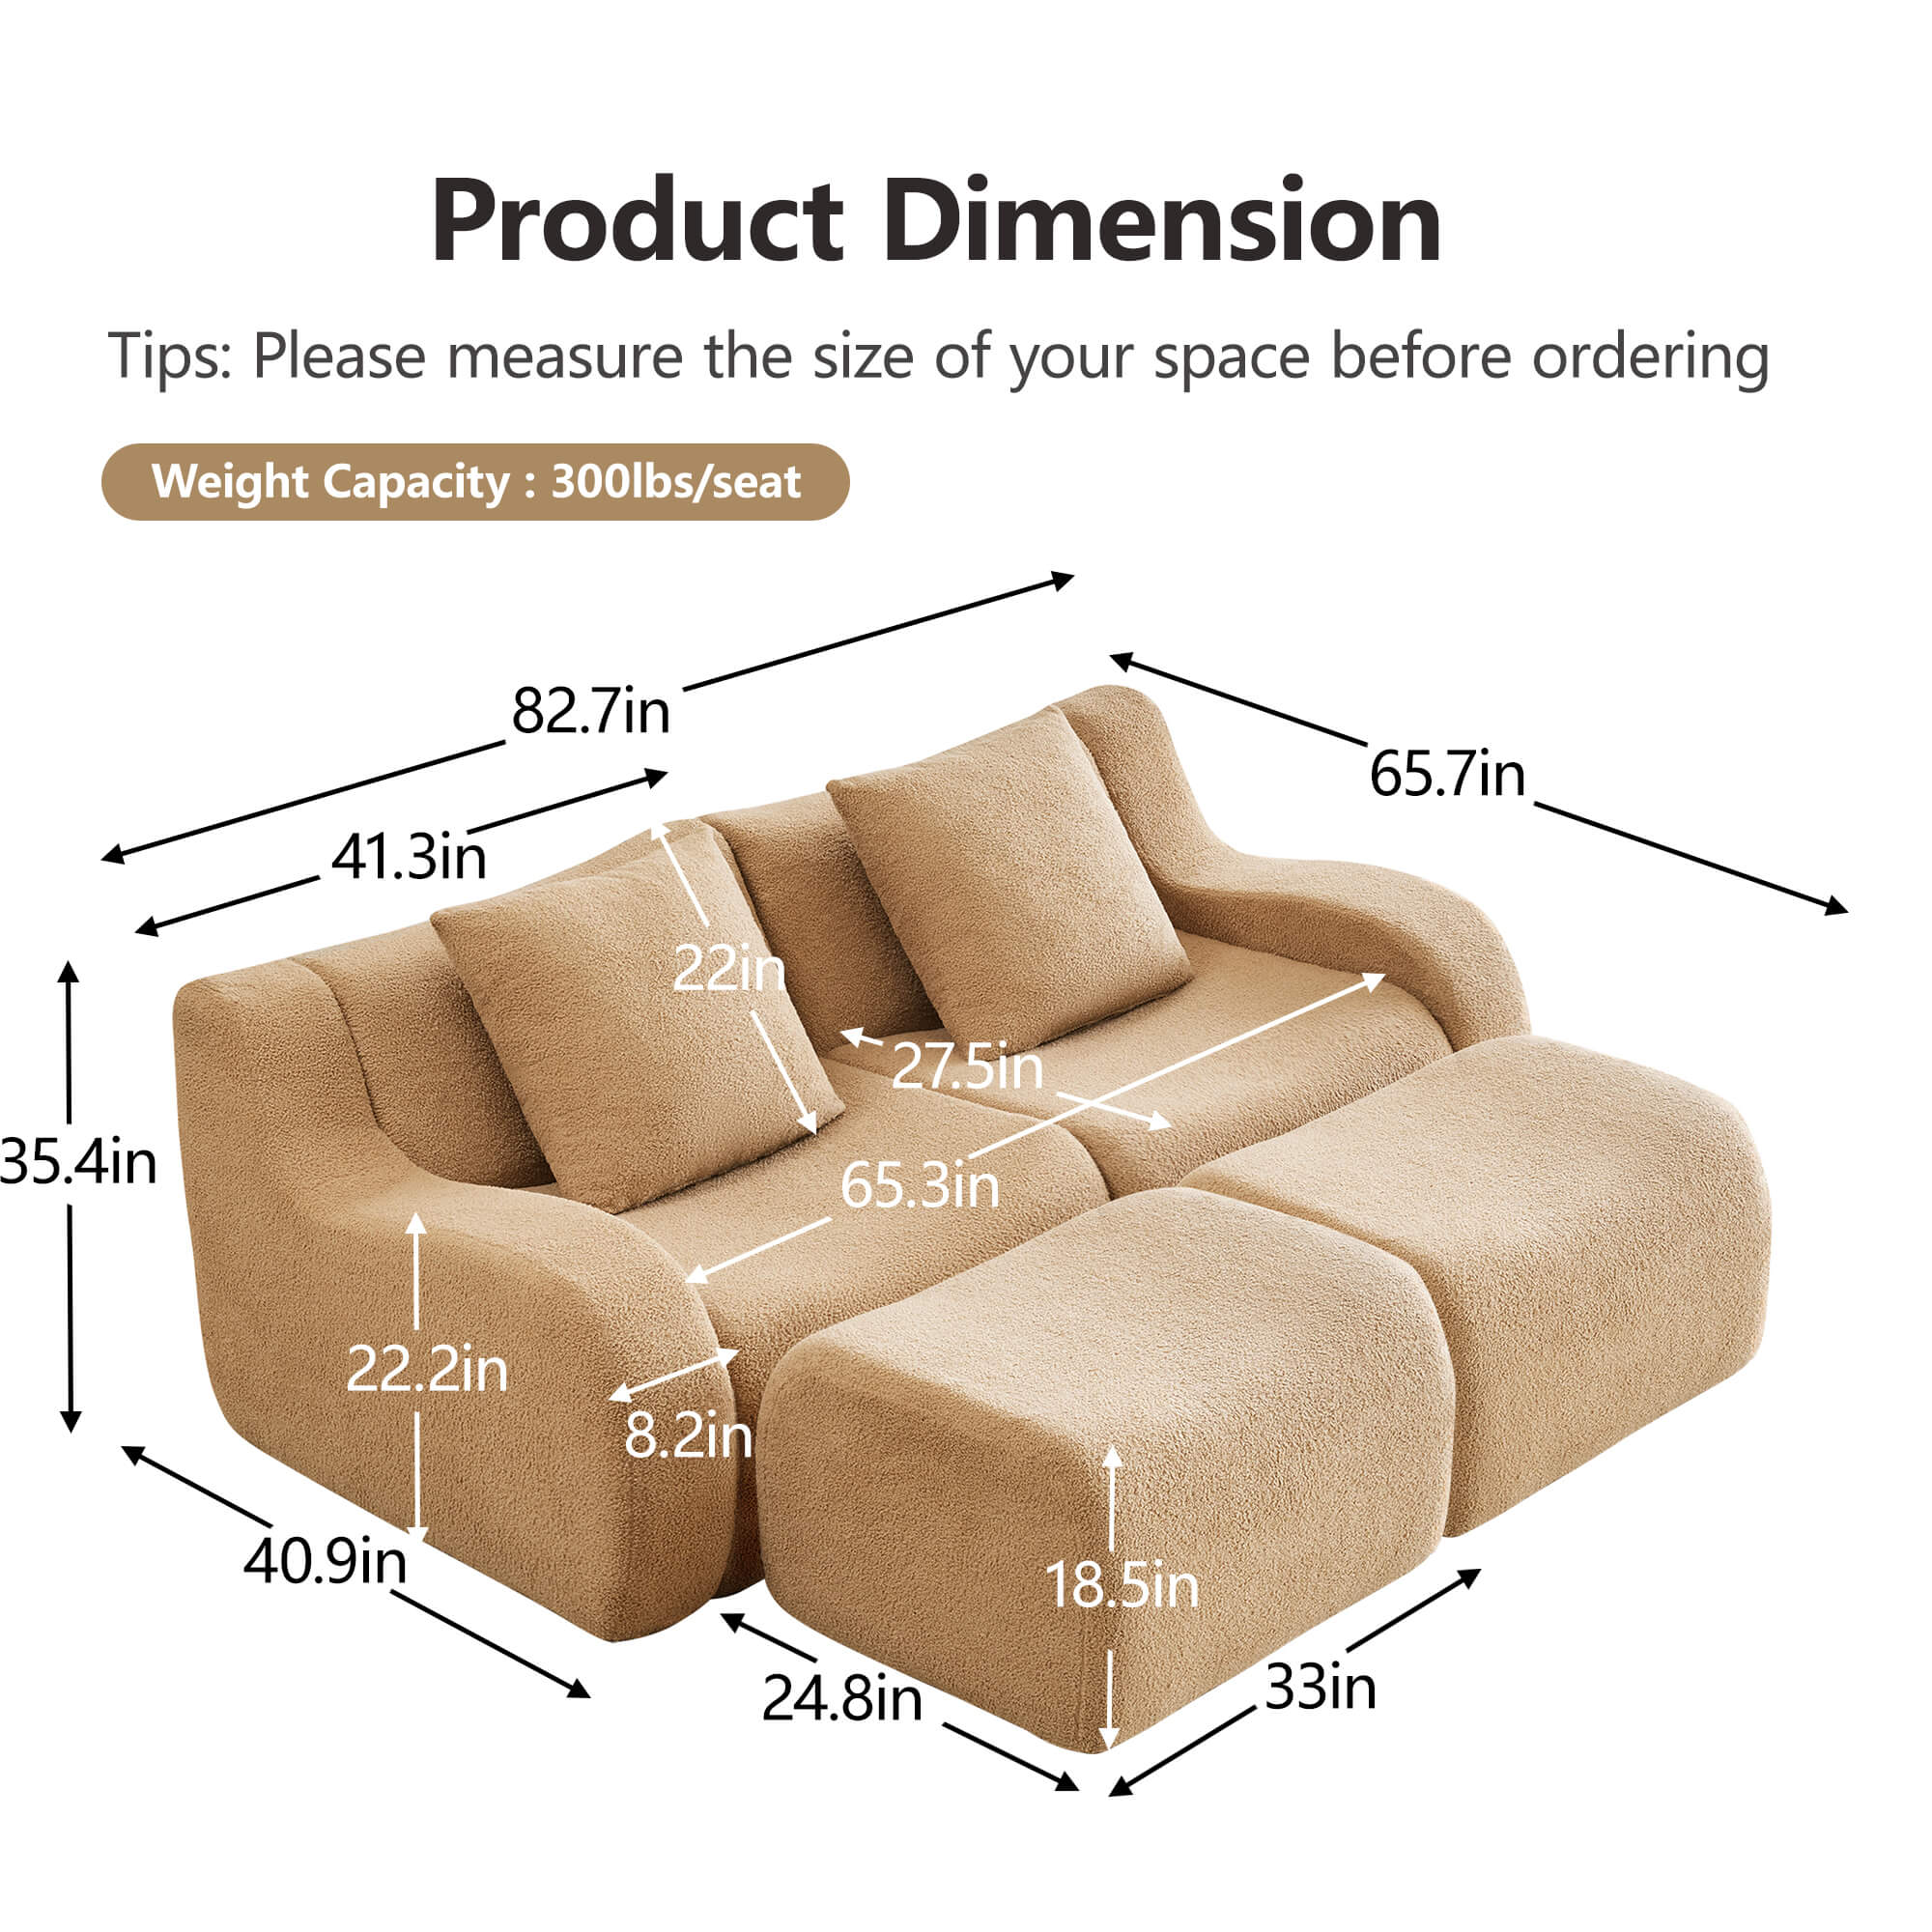 Product Dimension
Tips: Please measure the size of your space before ordering
Weight Capacity : 300lbs/seat
82.7in
65.7in
41.3in
22in
27.5in
35.4in
65.3in
22.2in
8.2in
40.9in
18.5in
24.8in
33in